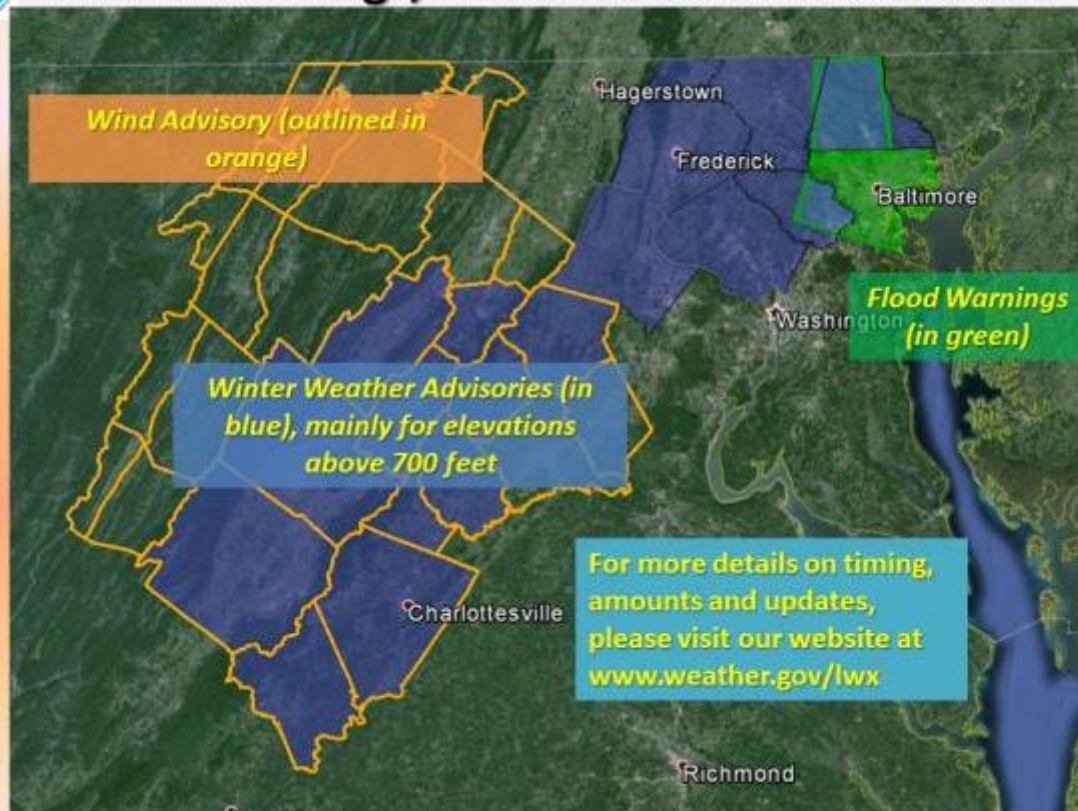 Wind Advisory (outlined in
orange)
Hagerstown
Frederick
Baltimore
Flood Warnings
(in green)
Washington
Winter Weather Advisories (in
blue), mainly for elevations
above 700 feet
For more details on timing,
amounts and updates,
please visit our website at
www.weather.gov/lwx
Charlottesville
Richmond